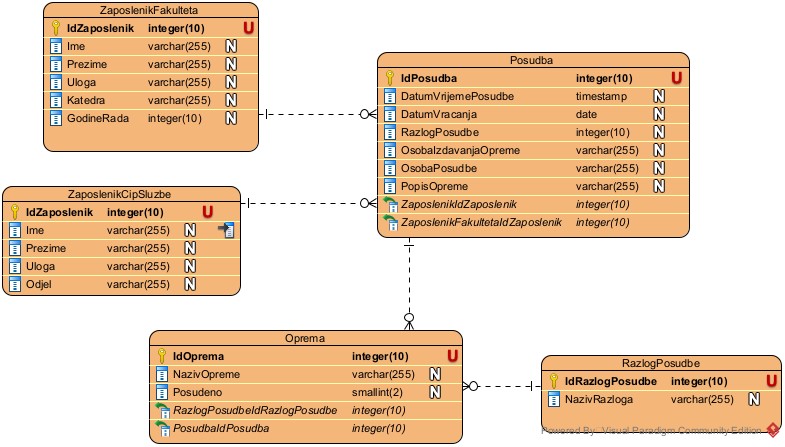 ZaposlenikFakulteta
IdZaposlenik integer(10) U
Ime varchar(255) N
Prezime varchar(255) N
Uloga varchar(255) N
Katedra varchar(255) N
GodineRada integer(10) N
Posudba
IdPosudba integer(10) U
DatumVrijemePosudbe timestamp N
DatumVracanja date N
RazlogPosudbe integer(10) N
OsobaIzdavanjaOpreme varchar(255) N
OsobaPosudbe varchar(255) N
PopisOpreme varchar(255) N
ZaposlenikIdZaposlenik integer(10)
ZaposlenikFakultetaIdZaposlenik integer(10)
ZaposlenikCipSluzbe
IdZaposlenik integer(10) U
Ime varchar(255) N
Prezime varchar(255) N
Uloga varchar(255) N
Odjel varchar(255) N
Oprema
IdOprema integer(10) U
NazivOpreme varchar(255) N
Posudeno smallint(2) N
RazlogPosudbeIdRazlogPosudbe integer(10)
PosudbaIdPosudba integer(10)
RazlogPosudbe
IdRazlogPosudbe integer(10) U
NazivRazloga varchar(255) N
Powered By Visual Paradigm Community Edition